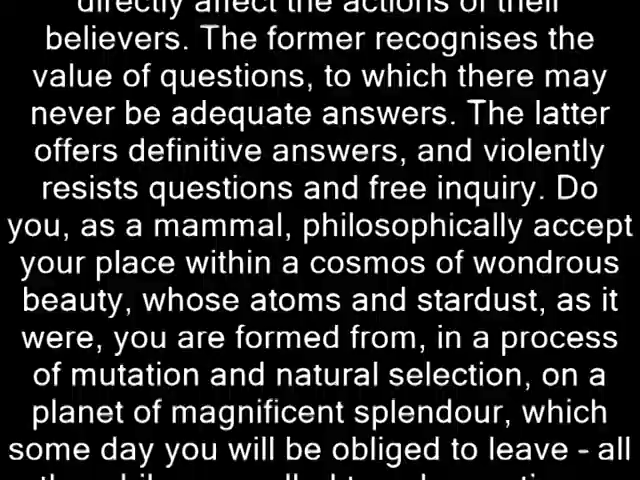 directly affect the actions of their
believers. The former recognises the
value of questions, to which there may
never be adequate answers. The latter
offers definitive answers, and violently
resists questions and free inquiry. Do
you, as a mammal, philosophically accept
your place within a cosmos of wondrous
beauty, whose atoms and stardust, as it
were, you are formed from, in a process
of mutation and natural selection, on a
planet of magnificent splendour, which
some day you will be obliged to leave - all